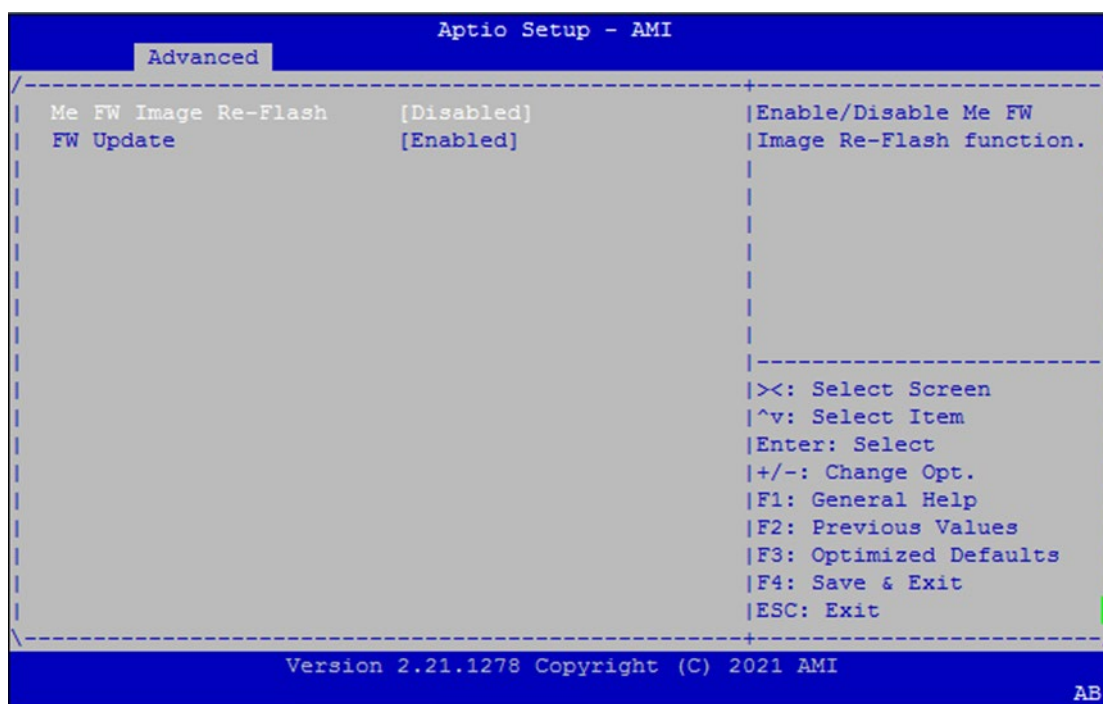 Aptio Setup - AMI
Advanced
Me FW Image Re-Flash [Disabled]
FW Update [Enabled]
Enable/Disable Me FW
Image Re-Flash function.
><: Select Screen
^v: Select Item
Enter: Select
+/-: Change Opt.
F1: General Help
F2: Previous Values
F3: Optimized Defaults
F4: Save & Exit
ESC: Exit
Version 2.21.1278 Copyright (C) 2021 AMI
AB